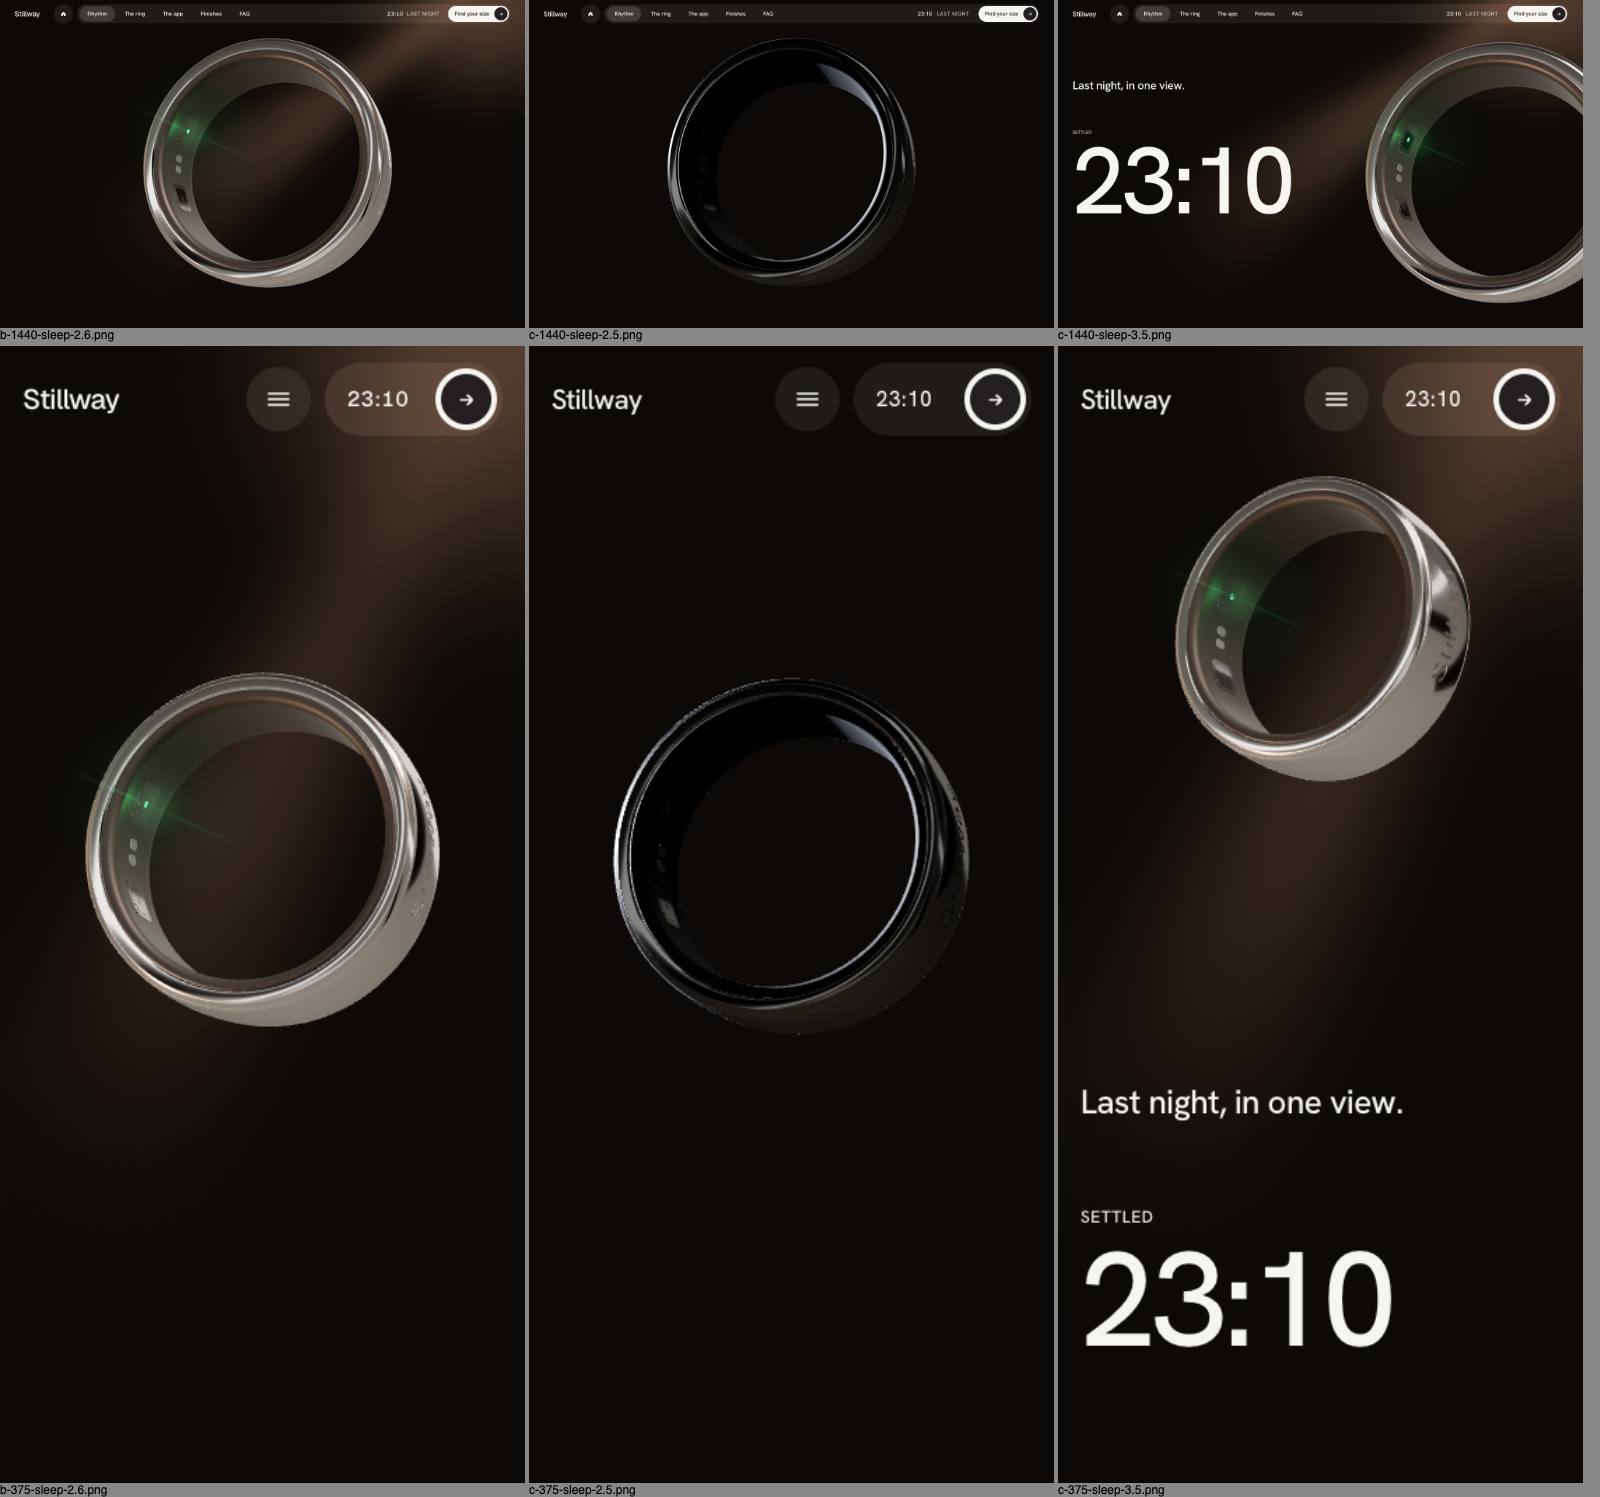 Stillway Rhythm The ring The app Finishes FAQ 23:10 LAST NIGHT Find your size →
b-1440-sleep-2.6.png
Stillway Rhythm The ring The app Finishes FAQ 23:10 LAST NIGHT Find your size →
c-1440-sleep-2.5.png
Stillway Rhythm The ring The app Finishes FAQ 23:10 LAST NIGHT Find your size →
Last night, in one view.
SETTLED
23:10
c-1440-sleep-3.5.png
Stillway 23:10 →
b-375-sleep-2.6.png
Stillway 23:10 →
c-375-sleep-2.5.png
Stillway 23:10 →
Last night, in one view.
SETTLED
23:10
c-375-sleep-3.5.png